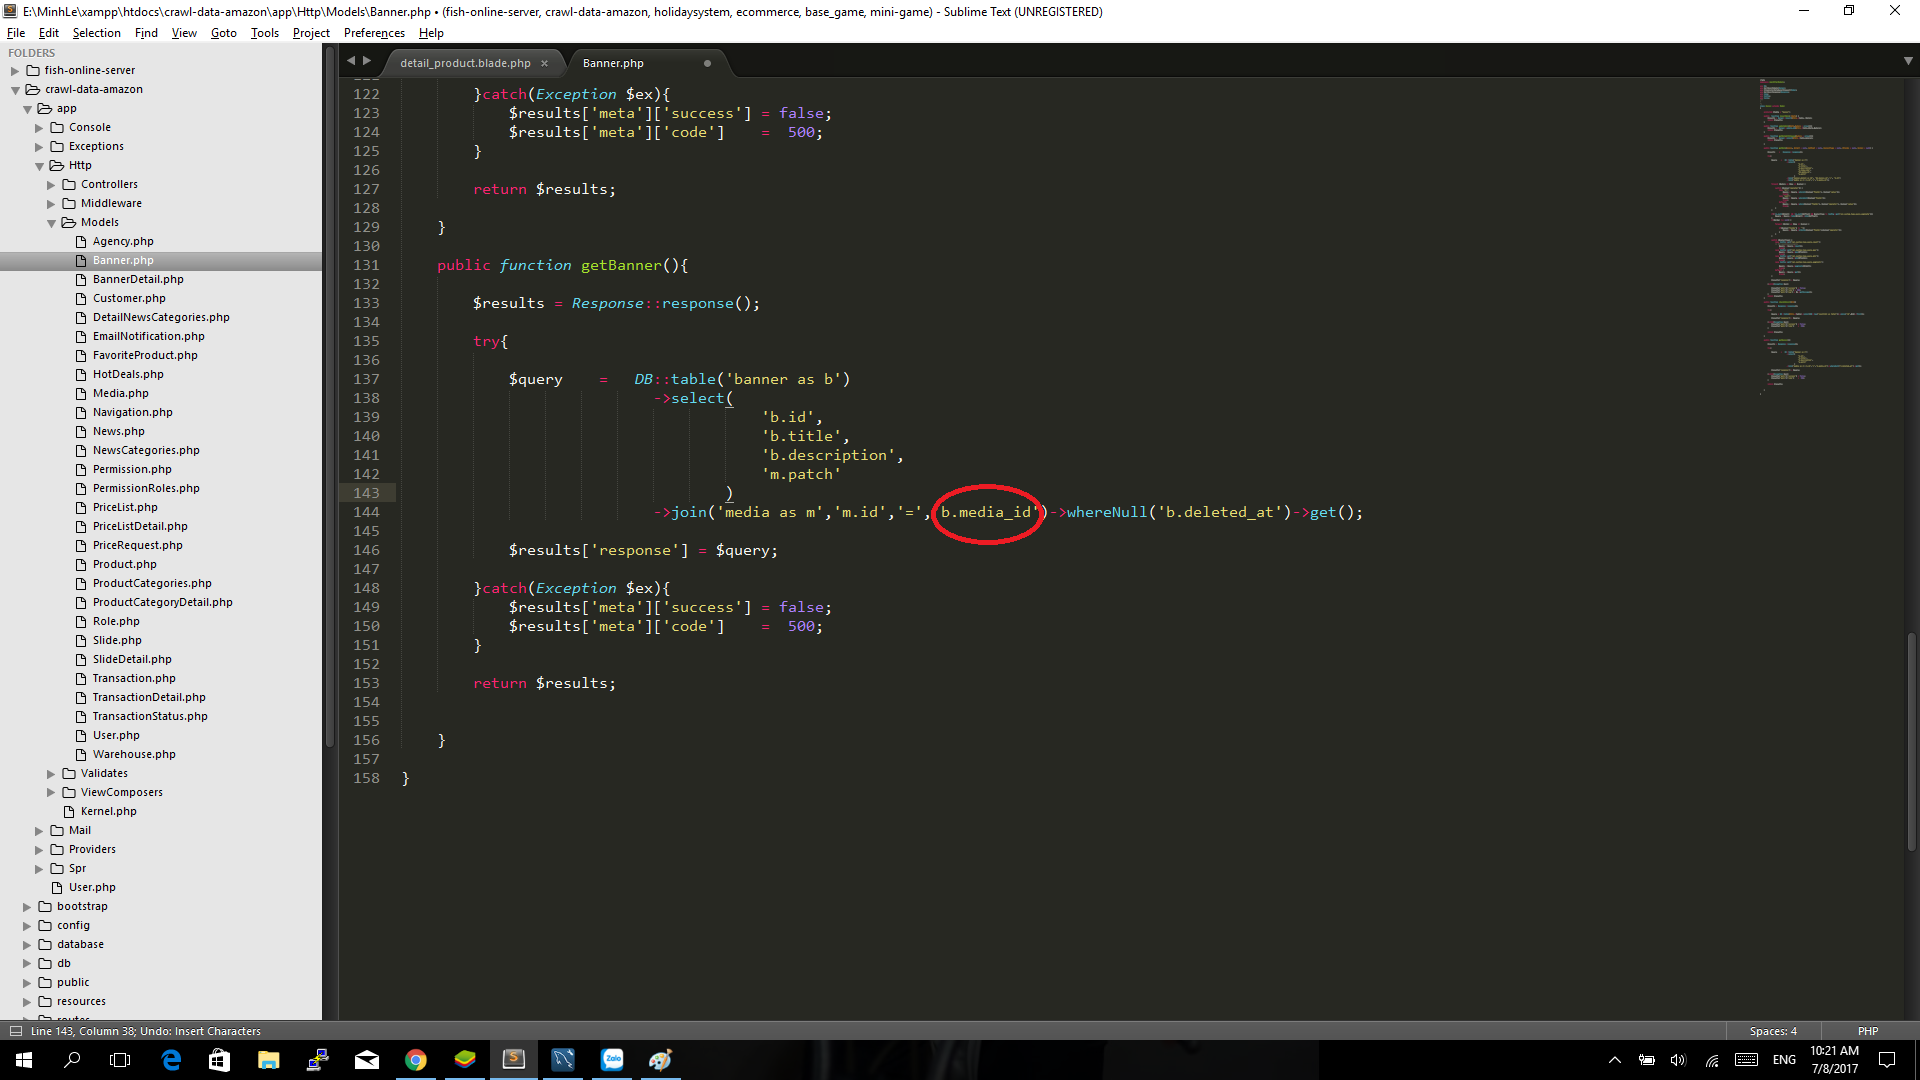 E:\MinhLe\xampp\htdocs\crawl-data-amazon\app\Http\Models\Banner.php • (fish-online-server, crawl-data-amazon, holidaysystem, ecommerce, base_game, mini-game) - Sublime Text (UNREGISTERED)
File Edit Selection Find View Goto Tools Project Preferences Help
FOLDERS
fish-online-server
crawl-data-amazon
app
Console
Exceptions
Http
Controllers
Middleware
Models
Agency.php
Banner.php
BannerDetail.php
Customer.php
DetailNewsCategories.php
EmailNotification.php
FavoriteProduct.php
HotDeals.php
Media.php
Navigation.php
News.php
NewsCategories.php
Permission.php
PermissionRoles.php
PriceList.php
PriceListDetail.php
PriceRequest.php
Product.php
ProductCategories.php
ProductCategoryDetail.php
Role.php
Slide.php
SlideDetail.php
Transaction.php
TransactionDetail.php
TransactionStatus.php
User.php
Warehouse.php
Validates
ViewComposers
Kernel.php
Mail
Providers
Spr
User.php
bootstrap
config
database
db
public
resources
routes
detail_product.blade.php × Banner.php
122 }catch(Exception $ex){
123 $results['meta']['success'] = false;
124 $results['meta']['code'] = 500;
125 }
126
127 return $results;
128
129 }
130
131 public function getBanner(){
132
133 $results = Response::response();
134
135 try{
136
137 $query = DB::table('banner as b')
138 ->select(
139 'b.id',
140 'b.title',
141 'b.description',
142 'm.patch'
143 )
144 ->join('media as m','m.id','=','b.media_id')->whereNull('b.deleted_at')->get();
145
146 $results['response'] = $query;
147
148 }catch(Exception $ex){
149 $results['meta']['success'] = false;
150 $results['meta']['code'] = 500;
151 }
152
153 return $results;
154
155
156 }
157
158 }
Line 143, Column 38; Undo: Insert Characters
Spaces: 4 PHP
Zalo
ENG
10:21 AM
7/8/2017